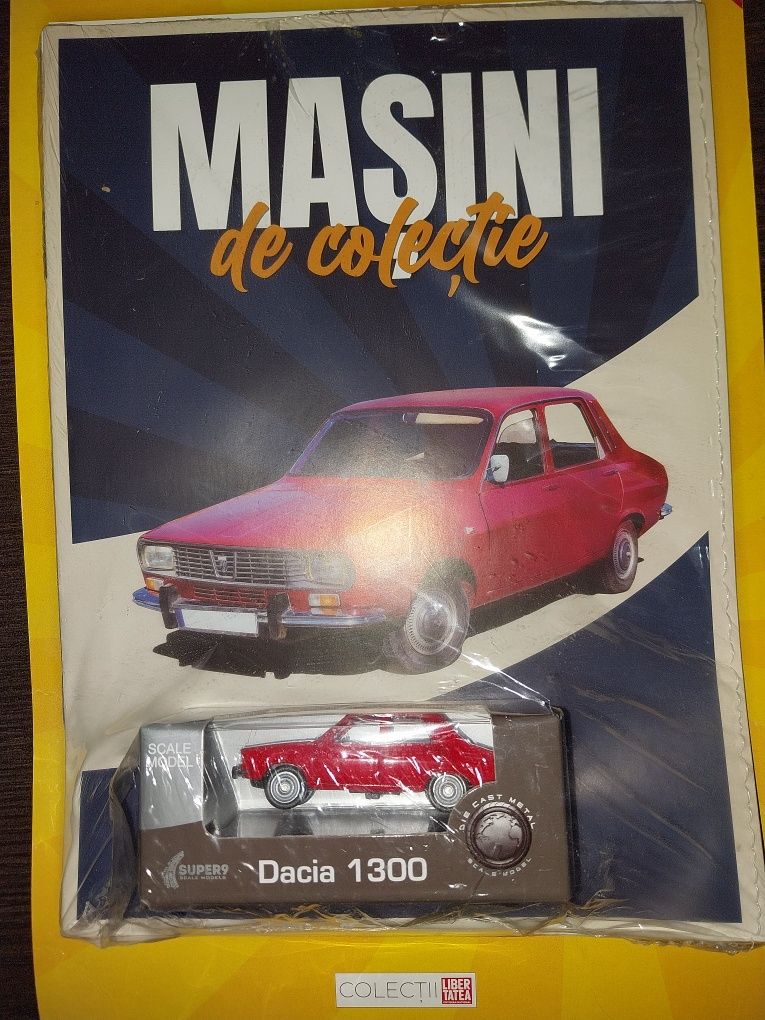 MAȘINI
de colecție
SCALE
MODEL
DIE CAST METAL
SCALE MODEL
SUPER9
SCALE MODELS
Dacia 1300
COLECȚII
LIBER
TATEA